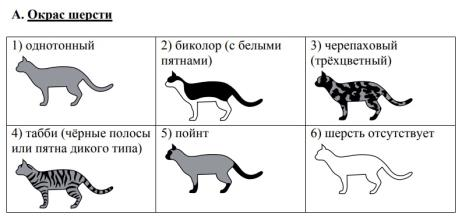 А. Окрас шерсти
1) однотонный
2) биколор (с белыми
пятнами)
3) черепаховый
(трёхцветный)
4) табби (чёрные полосы
или пятна дикого типа)
5) пойнт
6) шерсть отсутствует